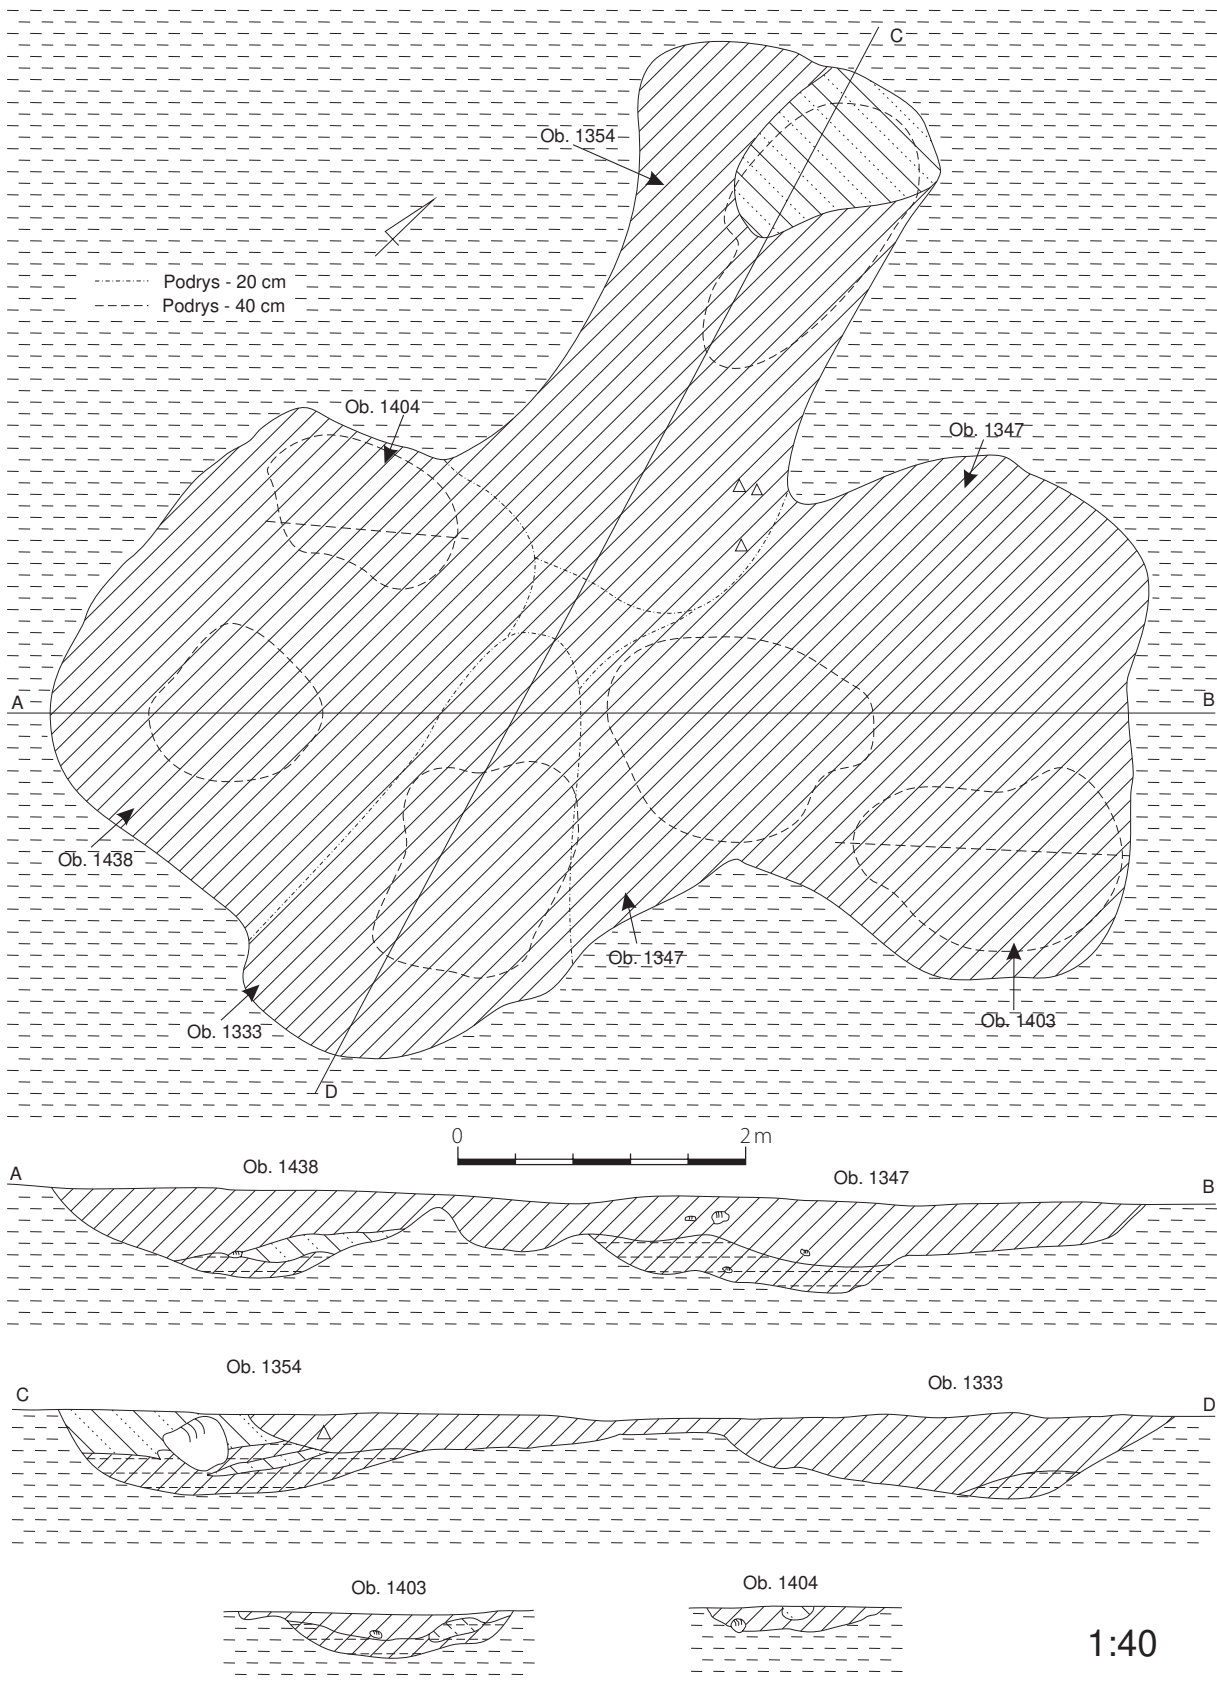 C
Ob. 1354
Podrys - 20 cm
Podrys - 40 cm
Ob. 1404
Ob. 1347
A
B
Ob. 1438
Ob. 1347
Ob. 1333
Ob. 1403
D
0 2 m
A Ob. 1438 Ob. 1347 B
C Ob. 1354 Ob. 1333 D
Ob. 1403 Ob. 1404
1:40